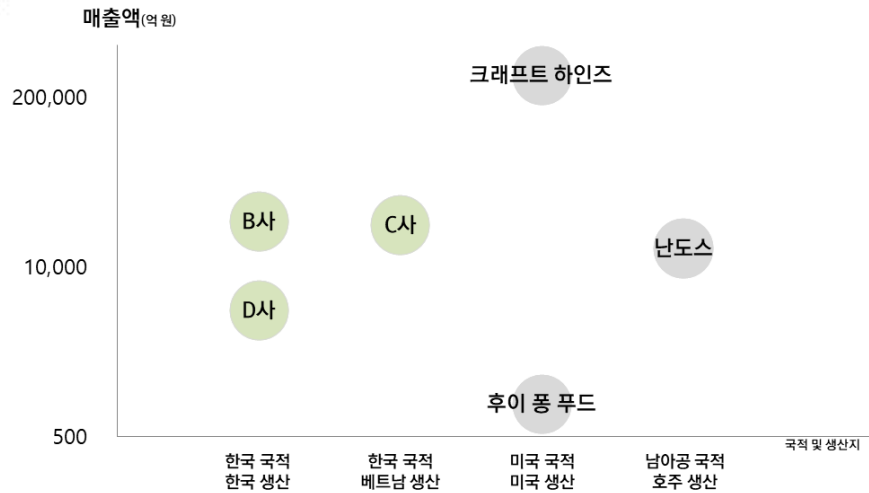 매출액(억 원)
200,000
10,000
500
크래프트 하인즈
B사
C사
난도스
D사
후이 퐁 푸드
국적 및 생산지
한국 국적
한국 생산
한국 국적
베트남 생산
미국 국적
미국 생산
남아공 국적
호주 생산